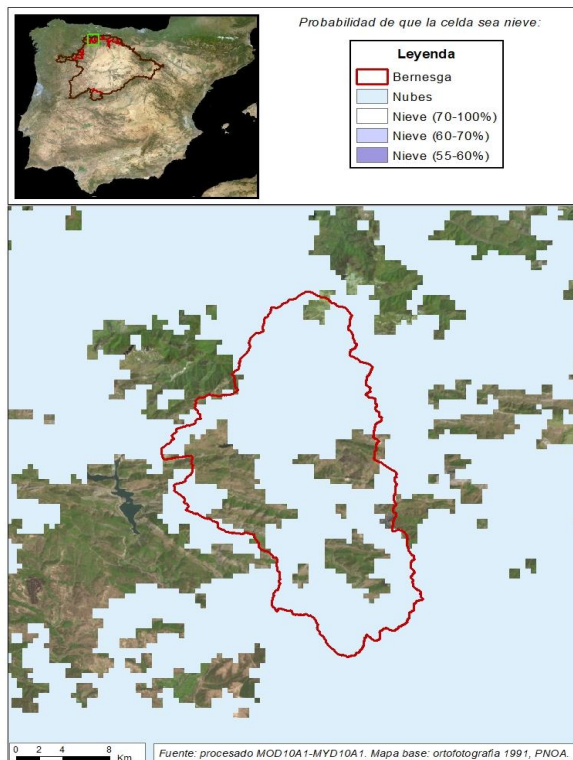 Probabilidad de que la celda sea nieve:
Leyenda
Bernesga
Nubes
Nieve (70-100%)
Nieve (60-70%)
Nieve (55-60%)
0 2 4 8
Km
Fuente: procesado MOD10A1-MYD10A1. Mapa base: ortofotografía 1991, PNOA.